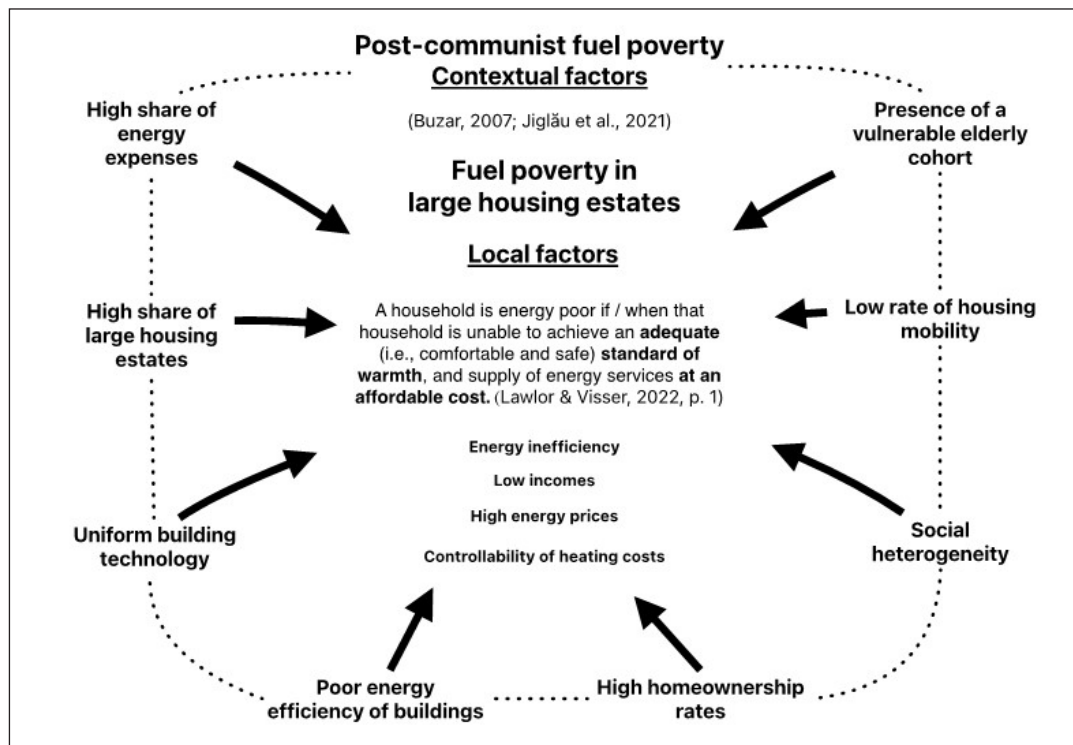 Post-communist fuel poverty
Contextual factors
(Buzar, 2007; Jiglău et al., 2021)
High share of
energy
expenses
Presence of a
vulnerable elderly
cohort
Fuel poverty in
large housing estates
Local factors
High share of
large housing
estates
A household is energy poor if / when that
household is unable to achieve an adequate
(i.e., comfortable and safe) standard of
warmth, and supply of energy services at an
affordable cost. (Lawlor & Visser, 2022, p. 1)
Low rate of housing
mobility
Energy inefficiency
Low incomes
High energy prices
Controllability of heating costs
Uniform building
technology
Social
heterogeneity
Poor energy
efficiency of buildings
High homeownership
rates